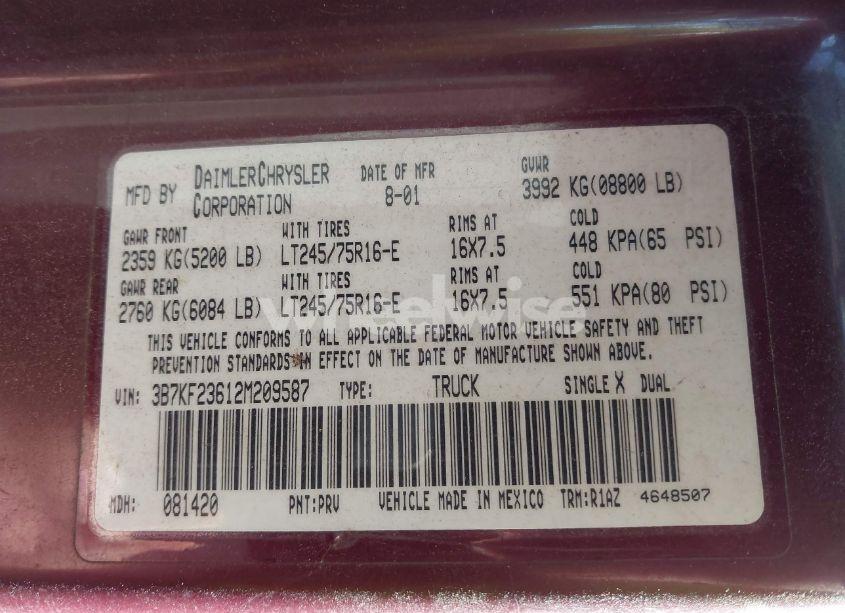 MFD BY DAIMLERCHRYSLER CORPORATION DATE OF MFR 8-01 GVWR 3992 KG(08800 LB)
GAWR FRONT WITH TIRES RIMS AT COLD
2359 KG(5200 LB) LT245/75R16-E 16X7.5 448 KPA(65 PSI)
GAWR REAR WITH TIRES RIMS AT COLD
2760 KG(6084 LB) LT245/75R16-E 16X7.5 551 KPA(80 PSI)
wheelwise
THIS VEHICLE CONFORMS TO ALL APPLICABLE FEDERAL MOTOR VEHICLE SAFETY AND THEFT
PREVENTION STANDARDS IN EFFECT ON THE DATE OF MANUFACTURE SHOWN ABOVE.
VIN: 3B7KF23612M209587 TYPE: TRUCK SINGLE X DUAL
MDH: 081420 PNT:PRV VEHICLE MADE IN MEXICO TRM:R1AZ 4648507